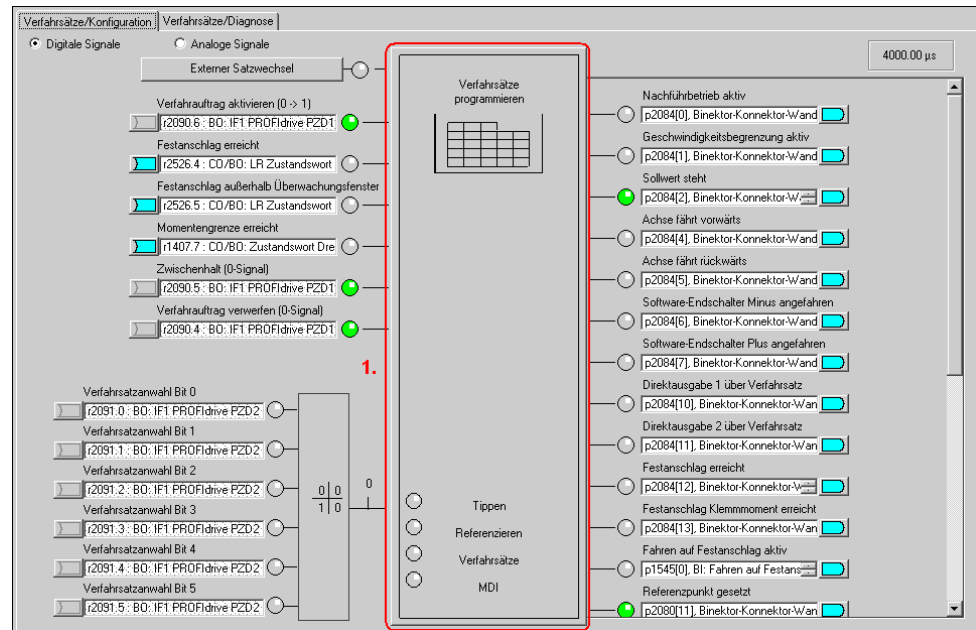 Verfahrsätze/Konfiguration
Verfahrsätze/Diagnose
Digitale Signale
Analoge Signale
4000.00 µs
Externer Satzwechsel
Verfahrauftrag aktivieren (0 -> 1)
r2090.6 : BO: IF1 PROFIdrive PZD1
Festanschlag erreicht
r2526.4 : CO/BO: LR Zustandswort
Festanschlag außerhalb Überwachungsfenster
r2526.5 : CO/BO: LR Zustandswort
Momentengrenze erreicht
r1407.7 : CO/BO: Zustandswort Dre
Zwischenhalt (0-Signal)
r2090.5 : BO: IF1 PROFIdrive PZD1
Verfahrauftrag verwerfen (0-Signal)
r2090.4 : BO: IF1 PROFIdrive PZD1
1.
Verfahrsatzanwahl Bit 0
r2091.0 : BO: IF1 PROFIdrive PZD2
Verfahrsatzanwahl Bit 1
r2091.1 : BO: IF1 PROFIdrive PZD2
Verfahrsatzanwahl Bit 2
r2091.2 : BO: IF1 PROFIdrive PZD2
Verfahrsatzanwahl Bit 3
r2091.3 : BO: IF1 PROFIdrive PZD2
Verfahrsatzanwahl Bit 4
r2091.4 : BO: IF1 PROFIdrive PZD2
Verfahrsatzanwahl Bit 5
r2091.5 : BO: IF1 PROFIdrive PZD2
0 0
1 0
0
Verfahrsätze
programmieren
Tippen
Referenzieren
Verfahrsätze
MDI
Nachführbetrieb aktiv
p2084[0], Binektor-Konnektor-Wand
Geschwindigkeitsbegrenzung aktiv
p2084[1], Binektor-Konnektor-Wand
Sollwert steht
p2084[2], Binektor-Konnektor-W
Achse fährt vorwärts
p2084[4], Binektor-Konnektor-Wand
Achse fährt rückwärts
p2084[5], Binektor-Konnektor-Wand
Software-Endschalter Minus angefahren
p2084[6], Binektor-Konnektor-Wand
Software-Endschalter Plus angefahren
p2084[7], Binektor-Konnektor-Wand
Direktausgabe 1 über Verfahrsatz
p2084[10], Binektor-Konnektor-Wan
Direktausgabe 2 über Verfahrsatz
p2084[11], Binektor-Konnektor-Wan
Festanschlag erreicht
p2084[12], Binektor-Konnektor-W
Festanschlag Klemmmoment erreicht
p2084[13], Binektor-Konnektor-Wan
Fahren auf Festanschlag aktiv
p1545[0], BI: Fahren auf Festans
Referenzpunkt gesetzt
p2080[11], Binektor-Konnektor-Wan